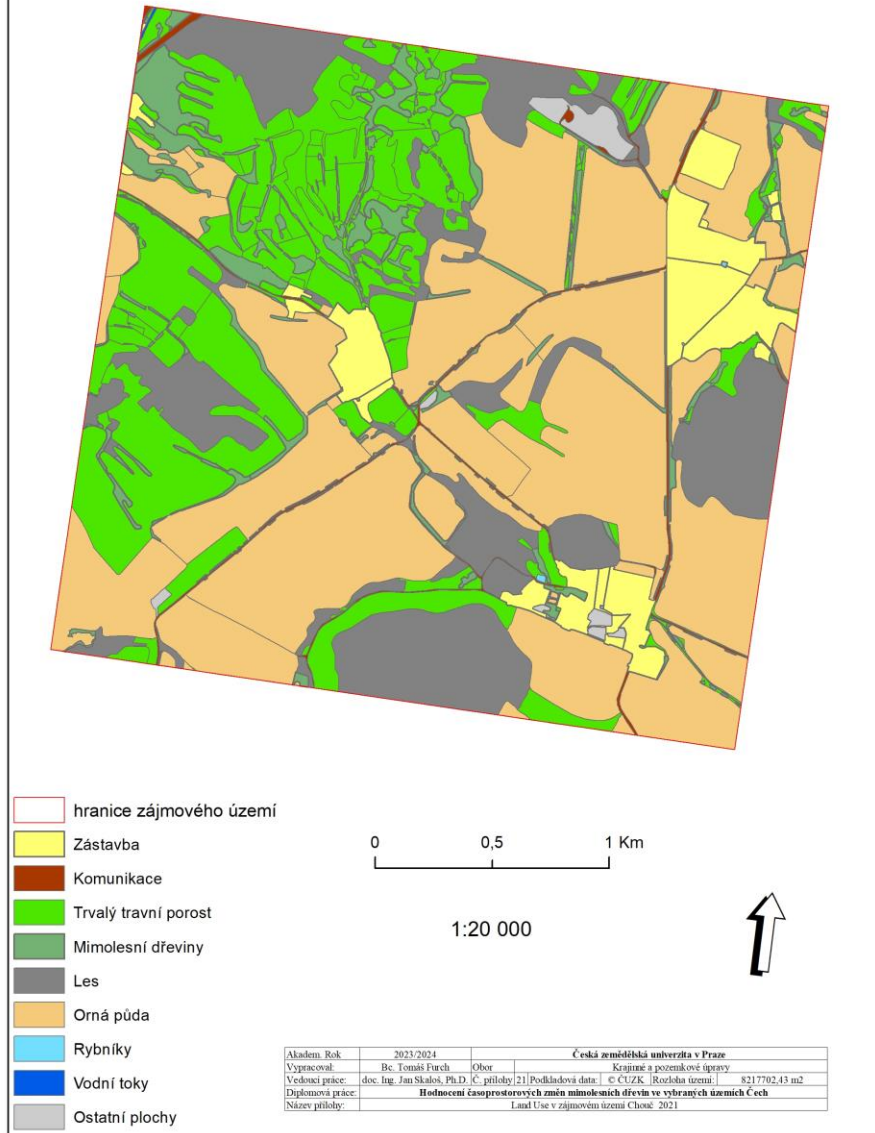 hranice zájmového území
Zástavba
Komunikace
Trvalý travní porost
Mimolesní dřeviny
Les
Orná půda
Rybníky
Vodní toky
Ostatní plochy
0 0,5 1 Km
1:20 000
Akadem. Rok 2023/2024 Česká zemědělská univerzita v Praze
Vypracoval: Bc. Tomáš Furch Obor Krajinné a pozemkové úpravy
Vedoucí práce: doc. Ing. Jan Skaloš, Ph.D. Č. přílohy 21 Podkladová data: © ČUZK Rozloha území: 8217702,43 m2
Diplomová práce: Hodnocení časoprostorových změn mimolesních dřevin ve vybraných územích Čech
Název přílohy: Land Use v zájmovém území Chouč 2021